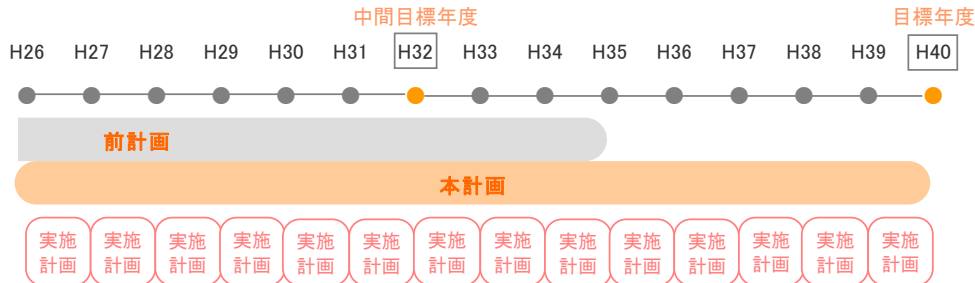 中間目標年度 目標年度
H26 H27 H28 H29 H30 H31 H32 H33 H34 H35 H36 H37 H38 H39 H40
前計画
本計画
実施 実施 実施 実施 実施 実施 実施 実施 実施 実施 実施 実施 実施 実施
計画 計画 計画 計画 計画 計画 計画 計画 計画 計画 計画 計画 計画 計画